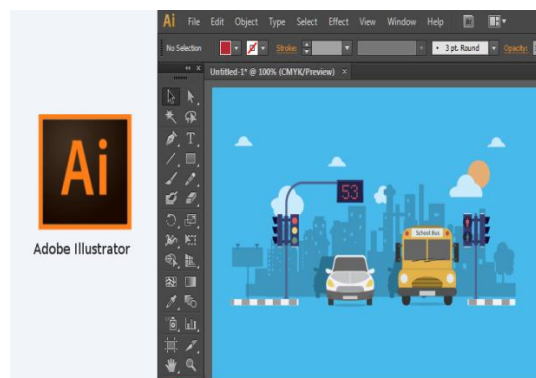 Ai
Adobe Illustrator
Ai File Edit Object Type Select Effect View Window Help
No Selection Stroke: 3 pt. Round Opacity:
Untitled-1* @ 100% (CMYK/Preview) ×
53
School Bus